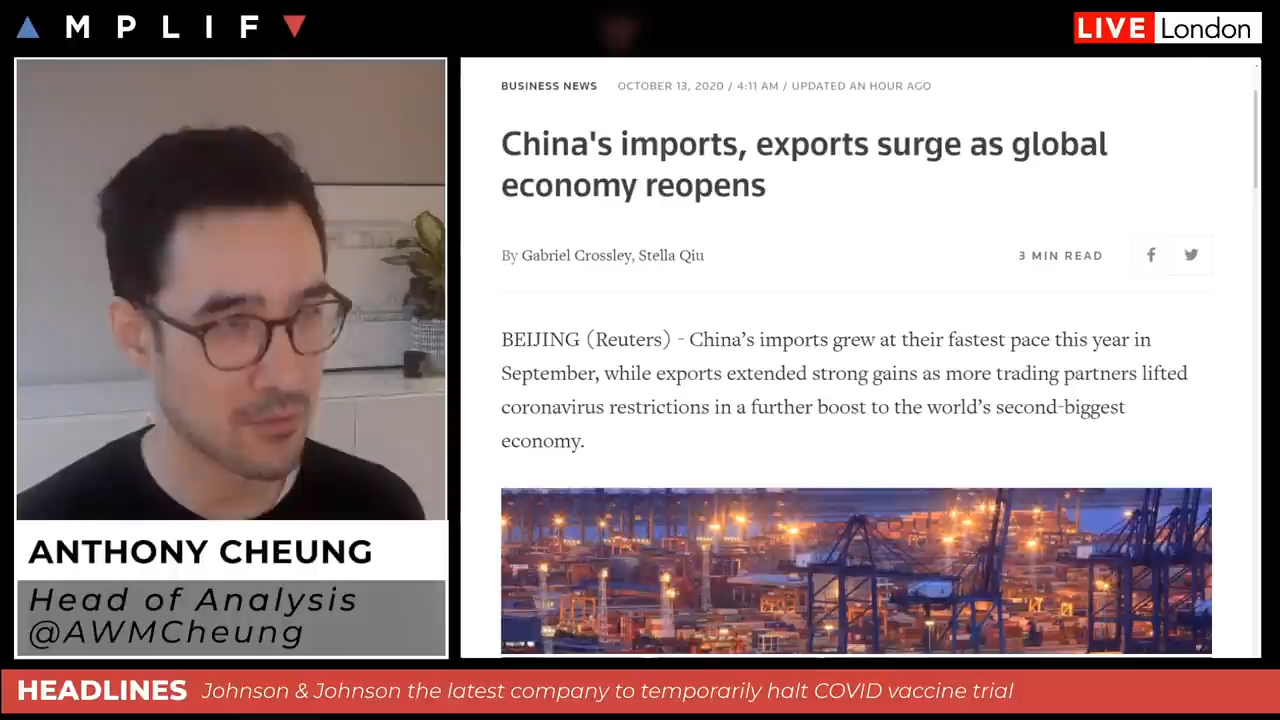 AMPLIFY
LIVE London
BUSINESS NEWS OCTOBER 13, 2020 / 4:11 AM / UPDATED AN HOUR AGO
China's imports, exports surge as global
economy reopens
By Gabriel Crossley, Stella Qiu
3 MIN READ
BEIJING (Reuters) - China’s imports grew at their fastest pace this year in
September, while exports extended strong gains as more trading partners lifted
coronavirus restrictions in a further boost to the world’s second-biggest
economy.
ANTHONY CHEUNG
Head of Analysis
@AWMCheung
HEADLINES Johnson & Johnson the latest company to temporarily halt COVID vaccine trial